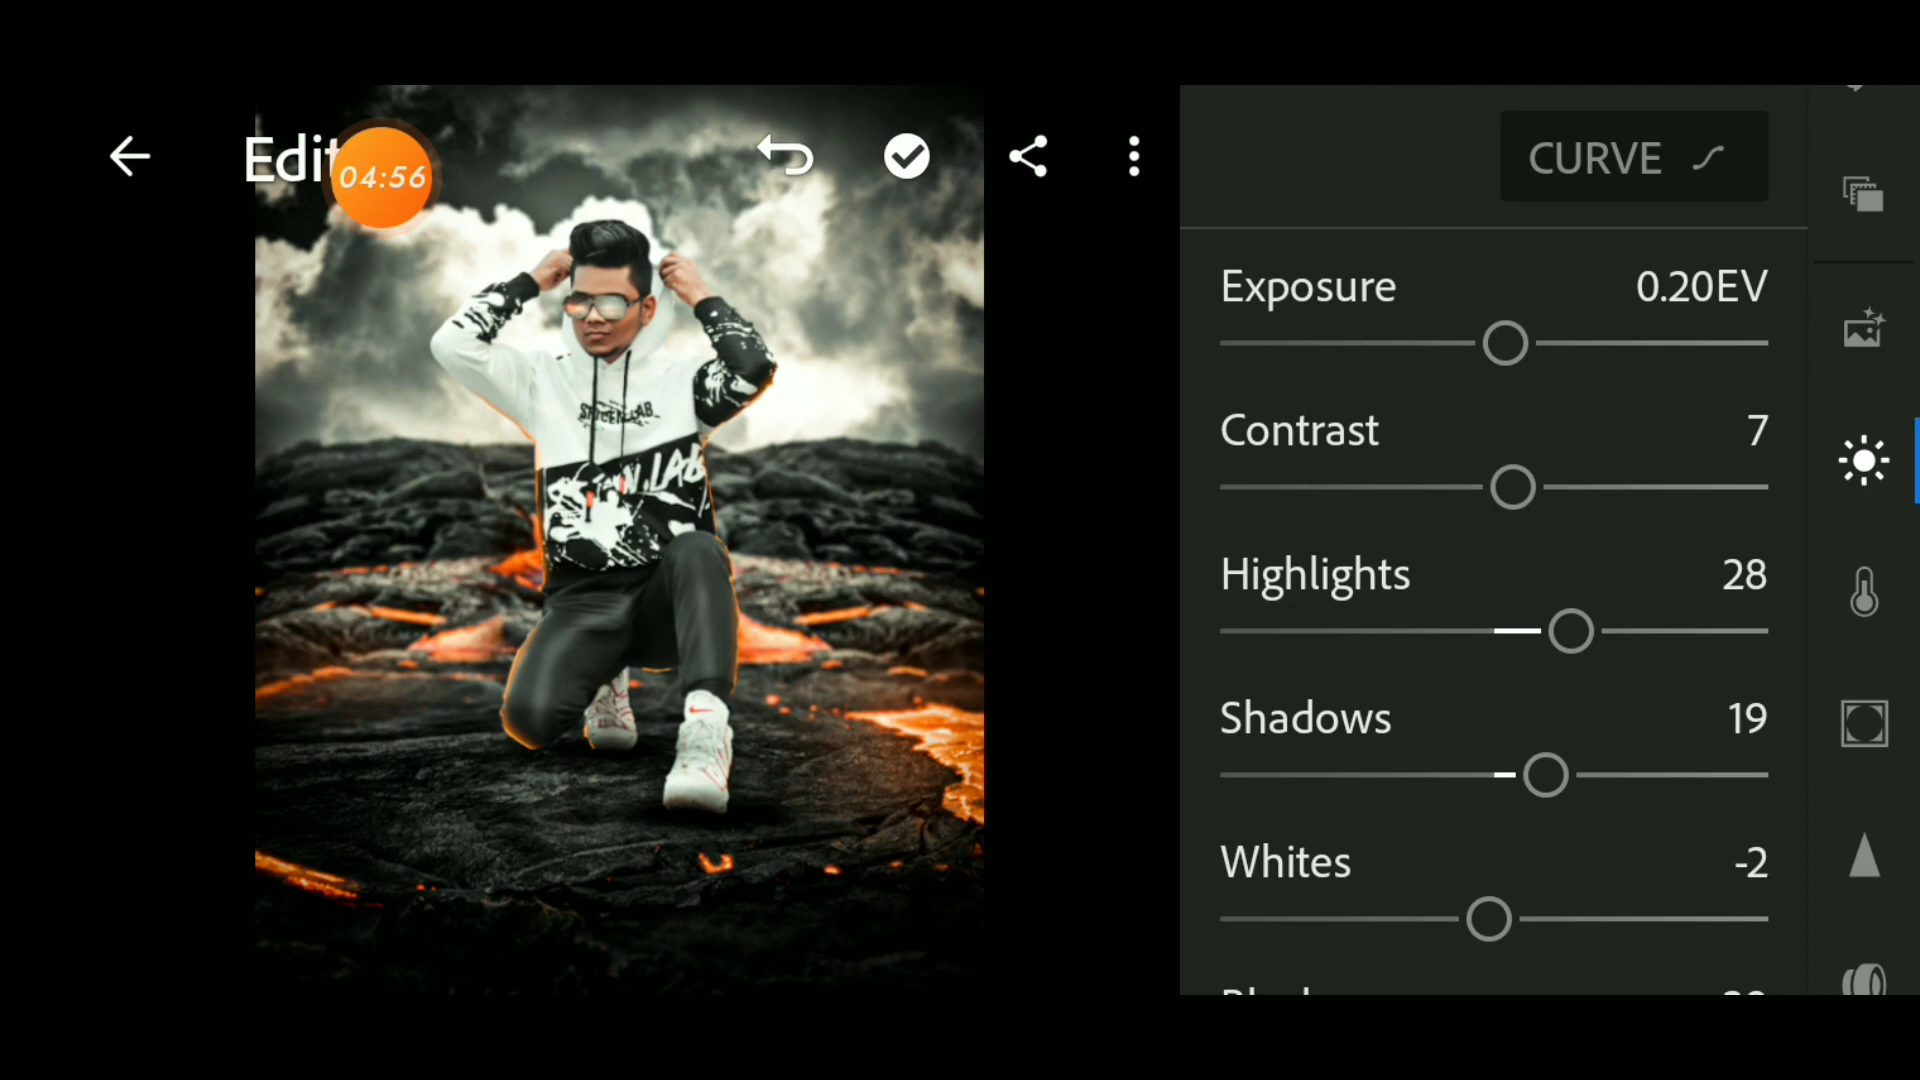 Edit
04:56
CURVE
Exposure 0.20EV
Contrast 7
Highlights 28
Shadows 19
Whites -2